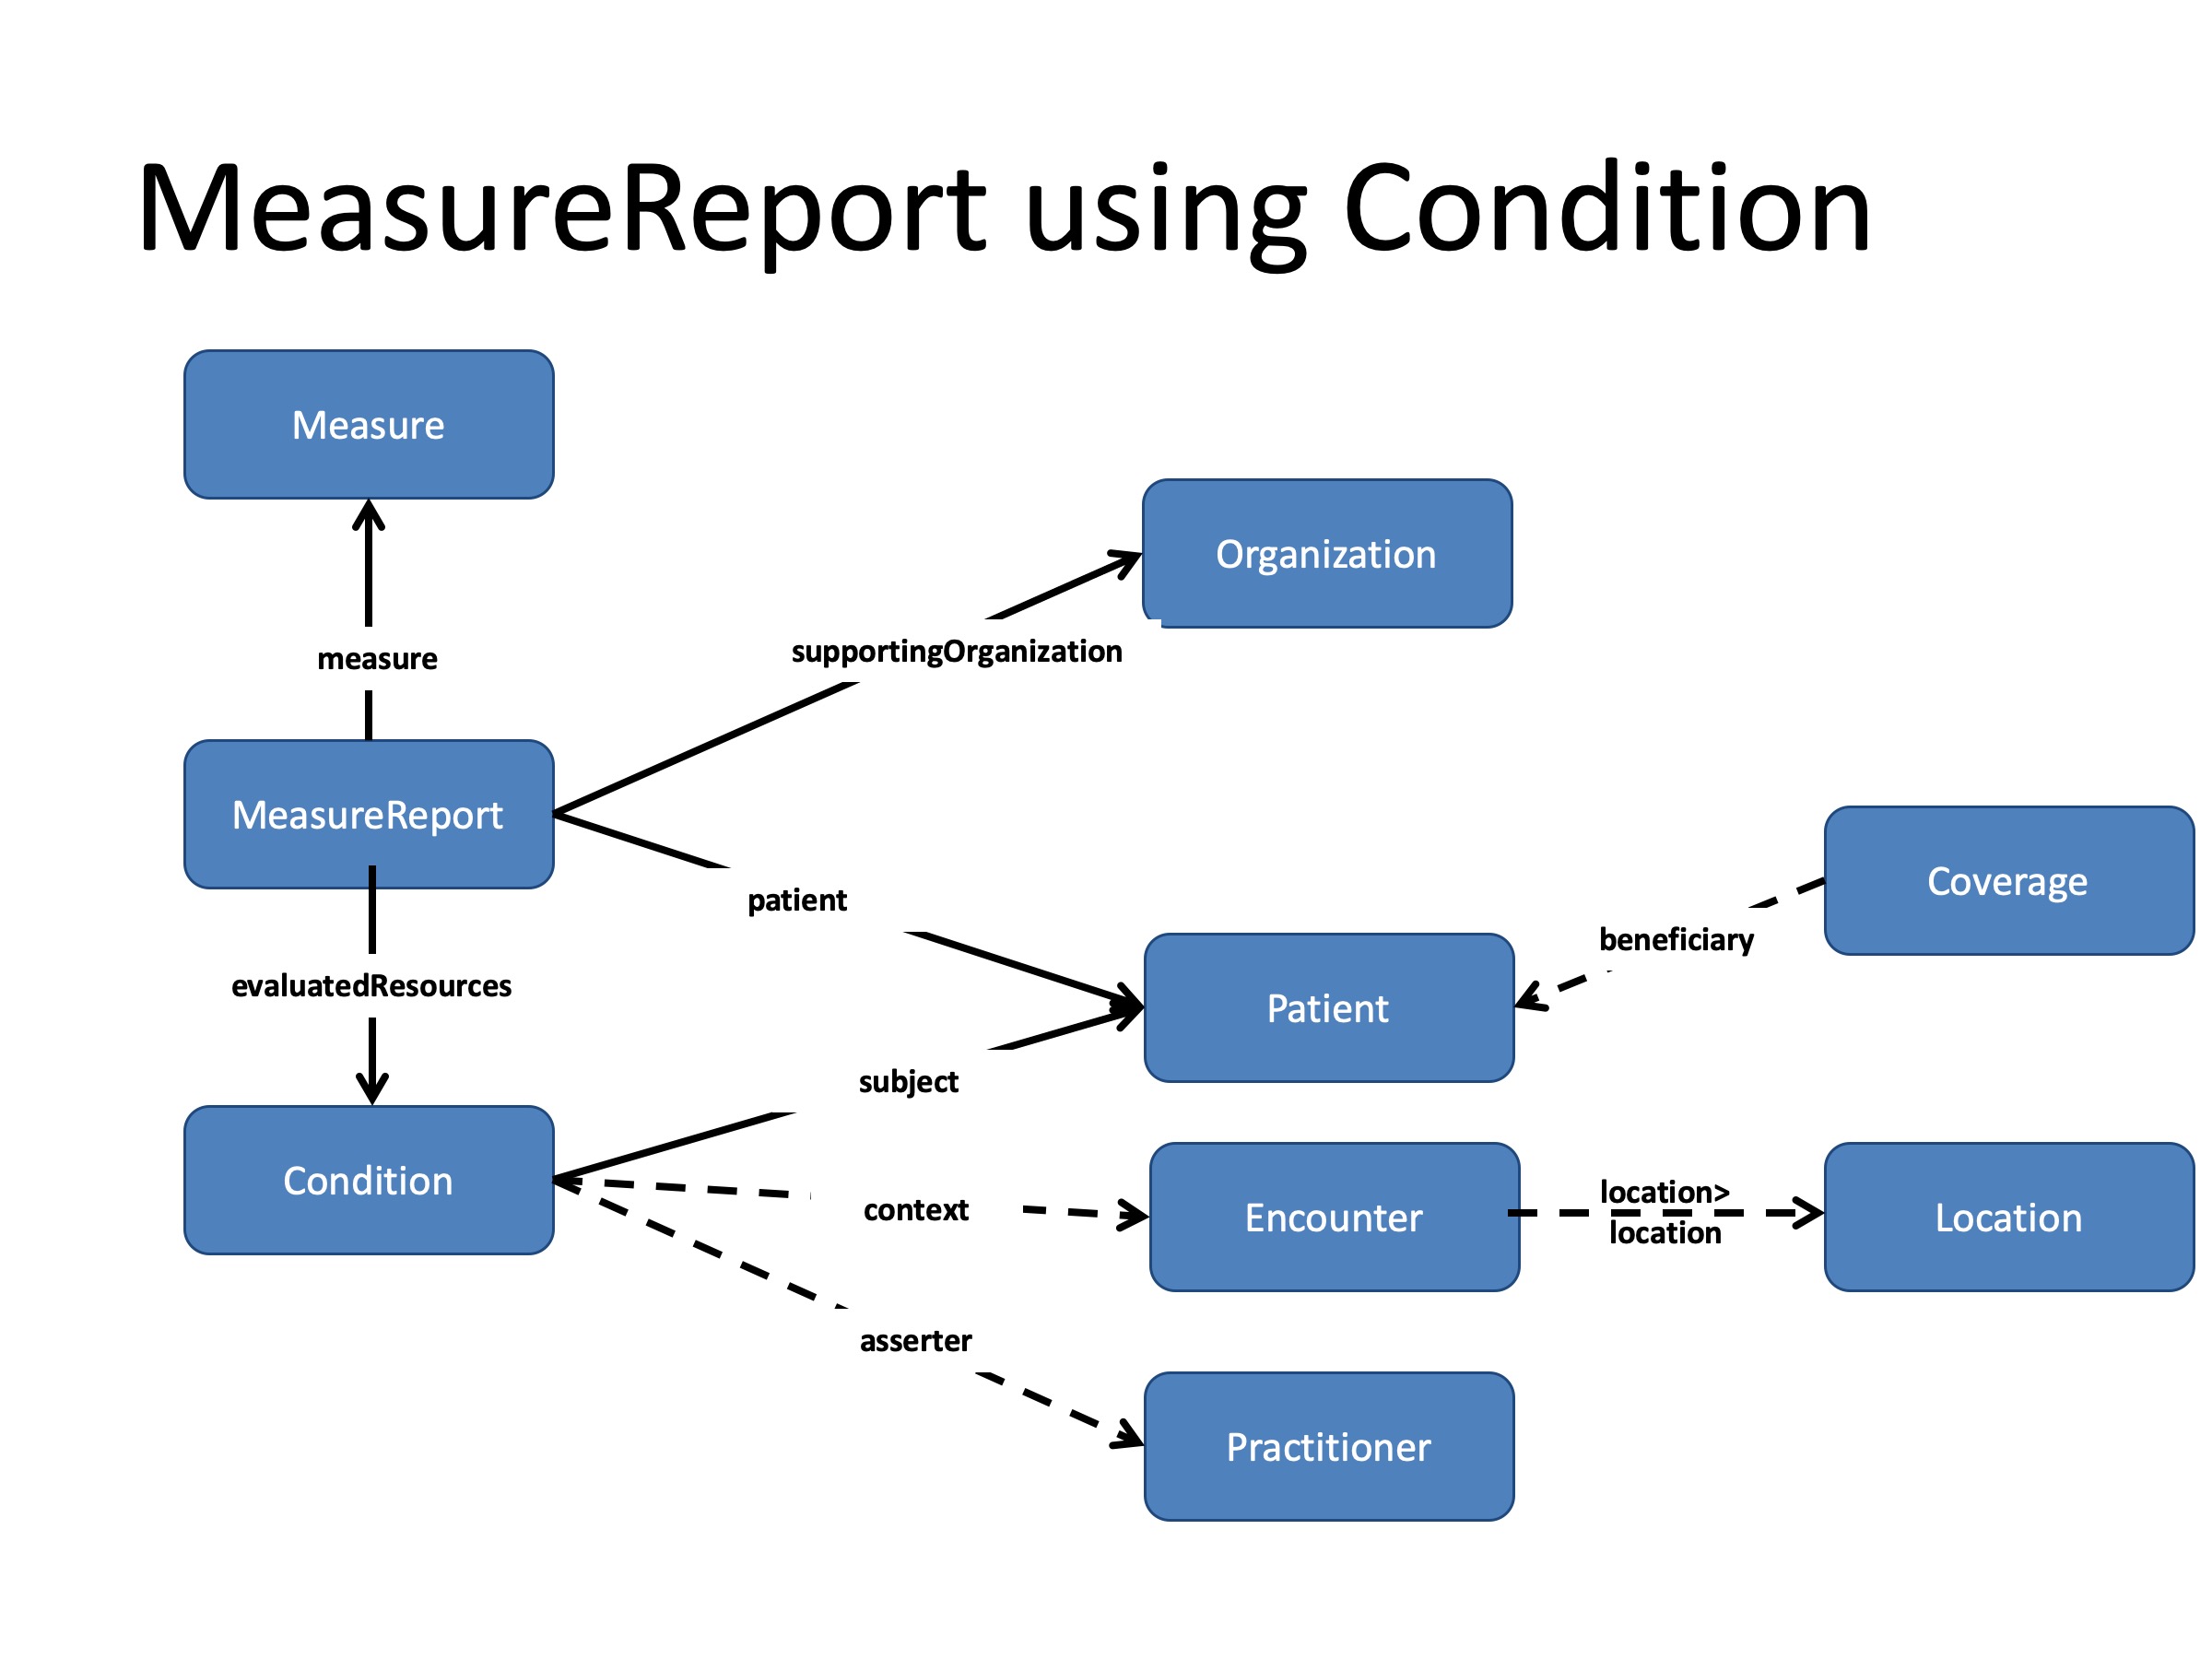 MeasureReport using Condition
Measure
Organization
supportingOrganization
measure
MeasureReport
Coverage
patient
beneficiary
evaluatedResources
Patient
subject
Condition
context
Encounter
location>
location
Location
asserter
Practitioner